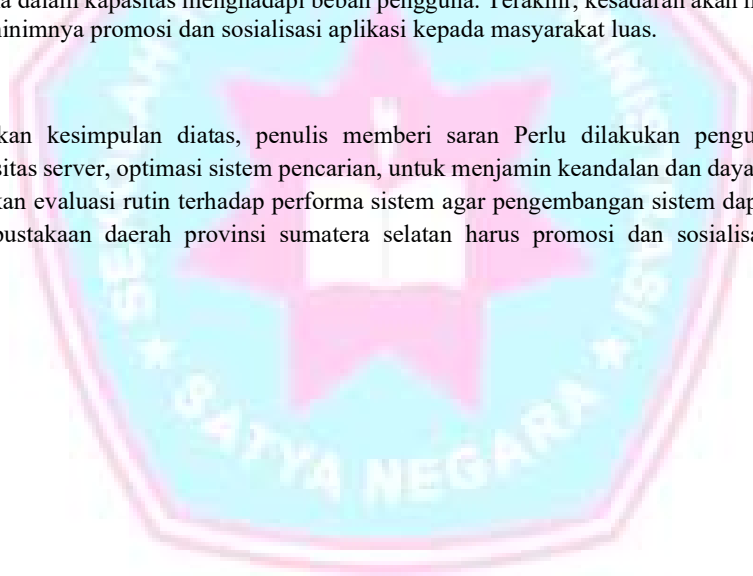 a dalam kapasitas menghadapi beban pengguna. Terakhir, kesadaran akan
minimnya promosi dan sosialisasi aplikasi kepada masyarakat luas.
kan kesimpulan diatas, penulis memberi saran Perlu dilakukan pengu
sitas server, optimasi sistem pencarian, untuk menjamin keandalan dan daya
kan evaluasi rutin terhadap performa sistem agar pengembangan sistem dap
pustakaan daerah provinsi sumatera selatan harus promosi dan sosialisa
SATYA NEGARA